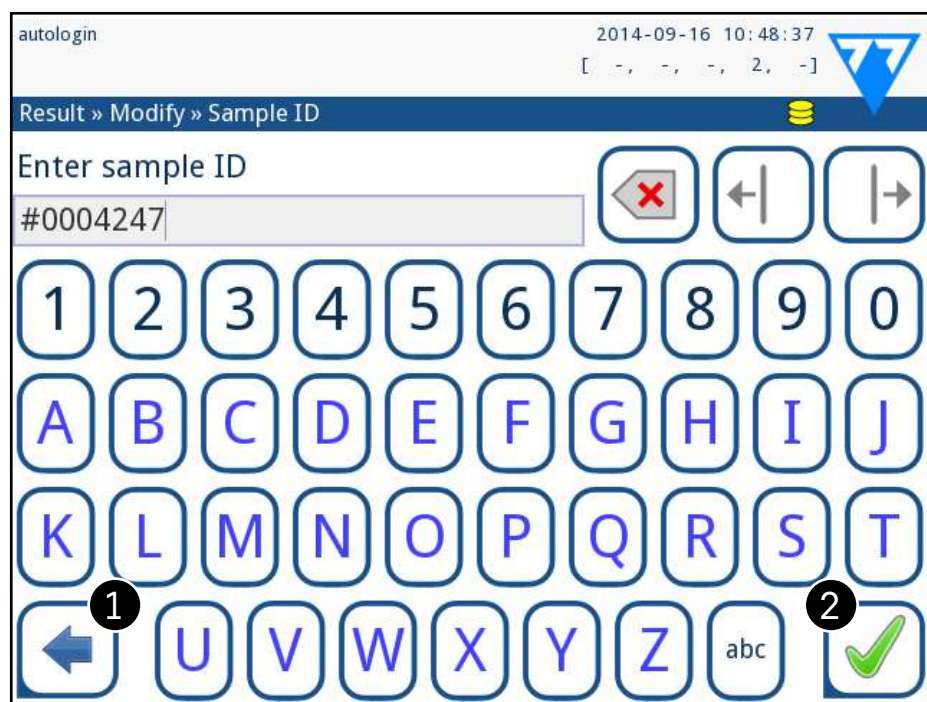 autologin
2014-09-16 10:48:37
[ -, -, -, 2, -]
Result » Modify » Sample ID
Enter sample ID
#0004247
1 2 3 4 5 6 7 8 9 0
A B C D E F G H I J
K L M N O P Q R S T
1 2
U V W X Y Z abc